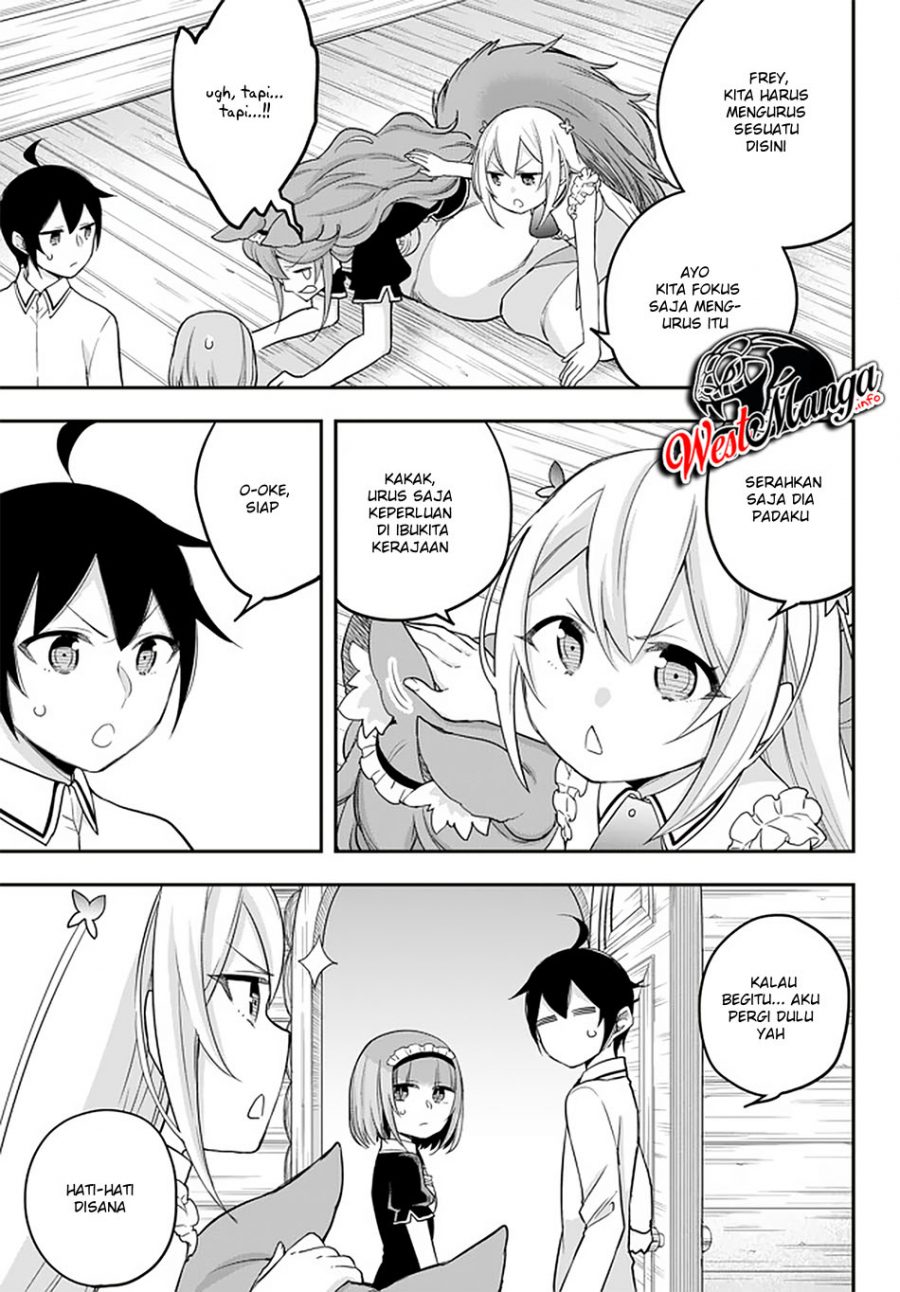 FREY,
KITA HARUS
MENGURUS
SESUATU
DISINI
AYO
KITA FOKUS
SAJA MENG-
URUS ITU
ugh, tapi...
tapi...!!
WestManga
.info
SERAHKAN
SAJA DIA
PADAKU
KAKAK,
URUS SAJA
KEPERLUAN
DI IBUKITA
KERAJAAN
O-OKE,
SIAP
KALAU
BEGITU... AKU
PERGI DULU
YAH
HATI-HATI
DISANA